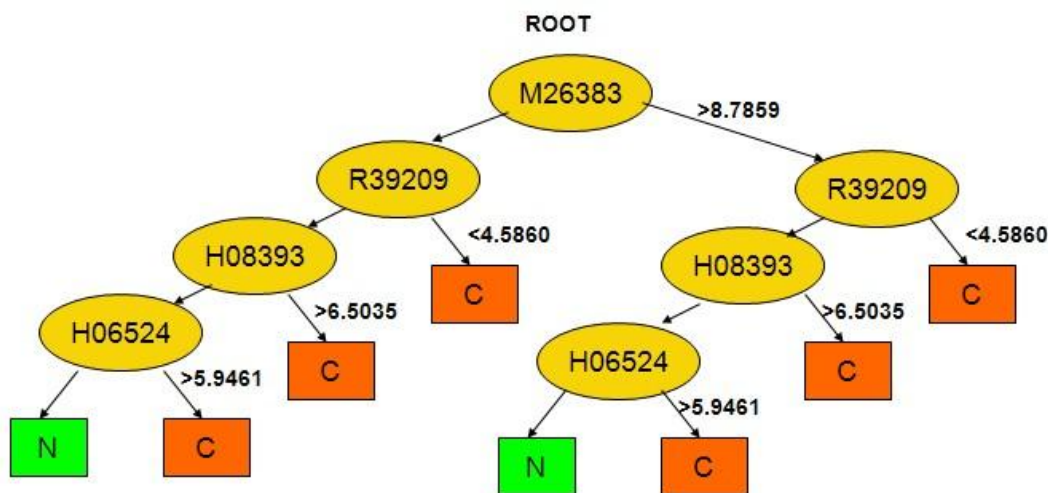 ROOT
M26383
>8.7859
R39209
R39209
<4.5860
<4.5860
H08393
H08393
C
C
>6.5035
>6.5035
H06524
H06524
C
C
>5.9461
>5.9461
N
C
N
C